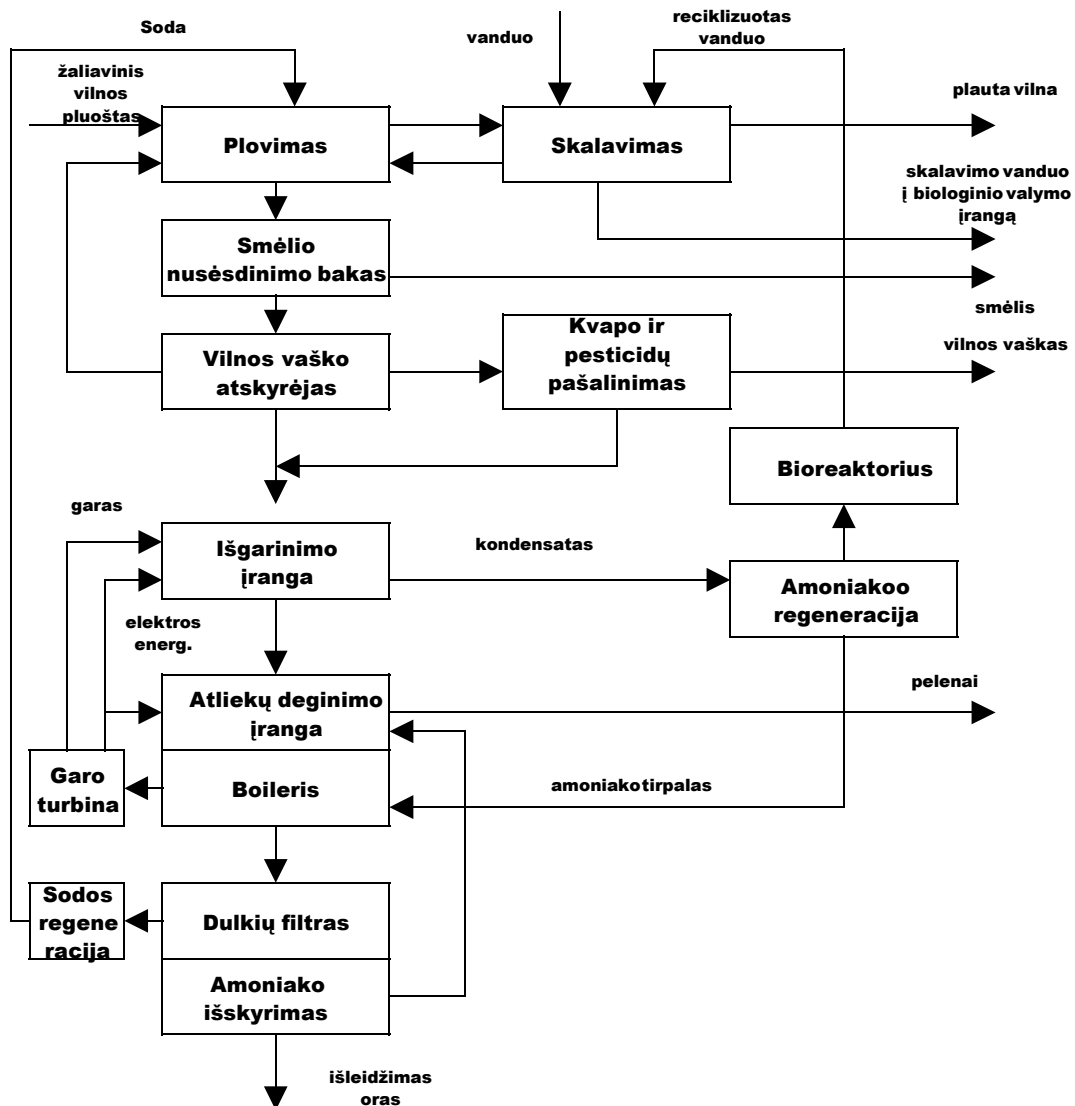 Soda
vanduo
reciklizuotas
vanduo
žaliavinis
vilnos
pluoštas
plauta vilna
Plovimas
Skalavimas
skalavimo vanduo
į biologinio valymo
įrangą
Smėlio
nusėsdinimo bakas
smėlis
Vilnos vaško
atskyrėjas
Kvapo ir
pesticidų
pašalinimas
vilnos vaškas
Bioreaktorius
garas
Išgarinimo
įranga
kondensatas
Amoniakoo
regeneracija
elektros
energ.
Atliekų deginimo
įranga
pelenai
Garo
turbina
Boileris
amoniakotirpalas
Sodos
regene
racija
Dulkių filtras
Amoniako
išskyrimas
išleidžimas
oras